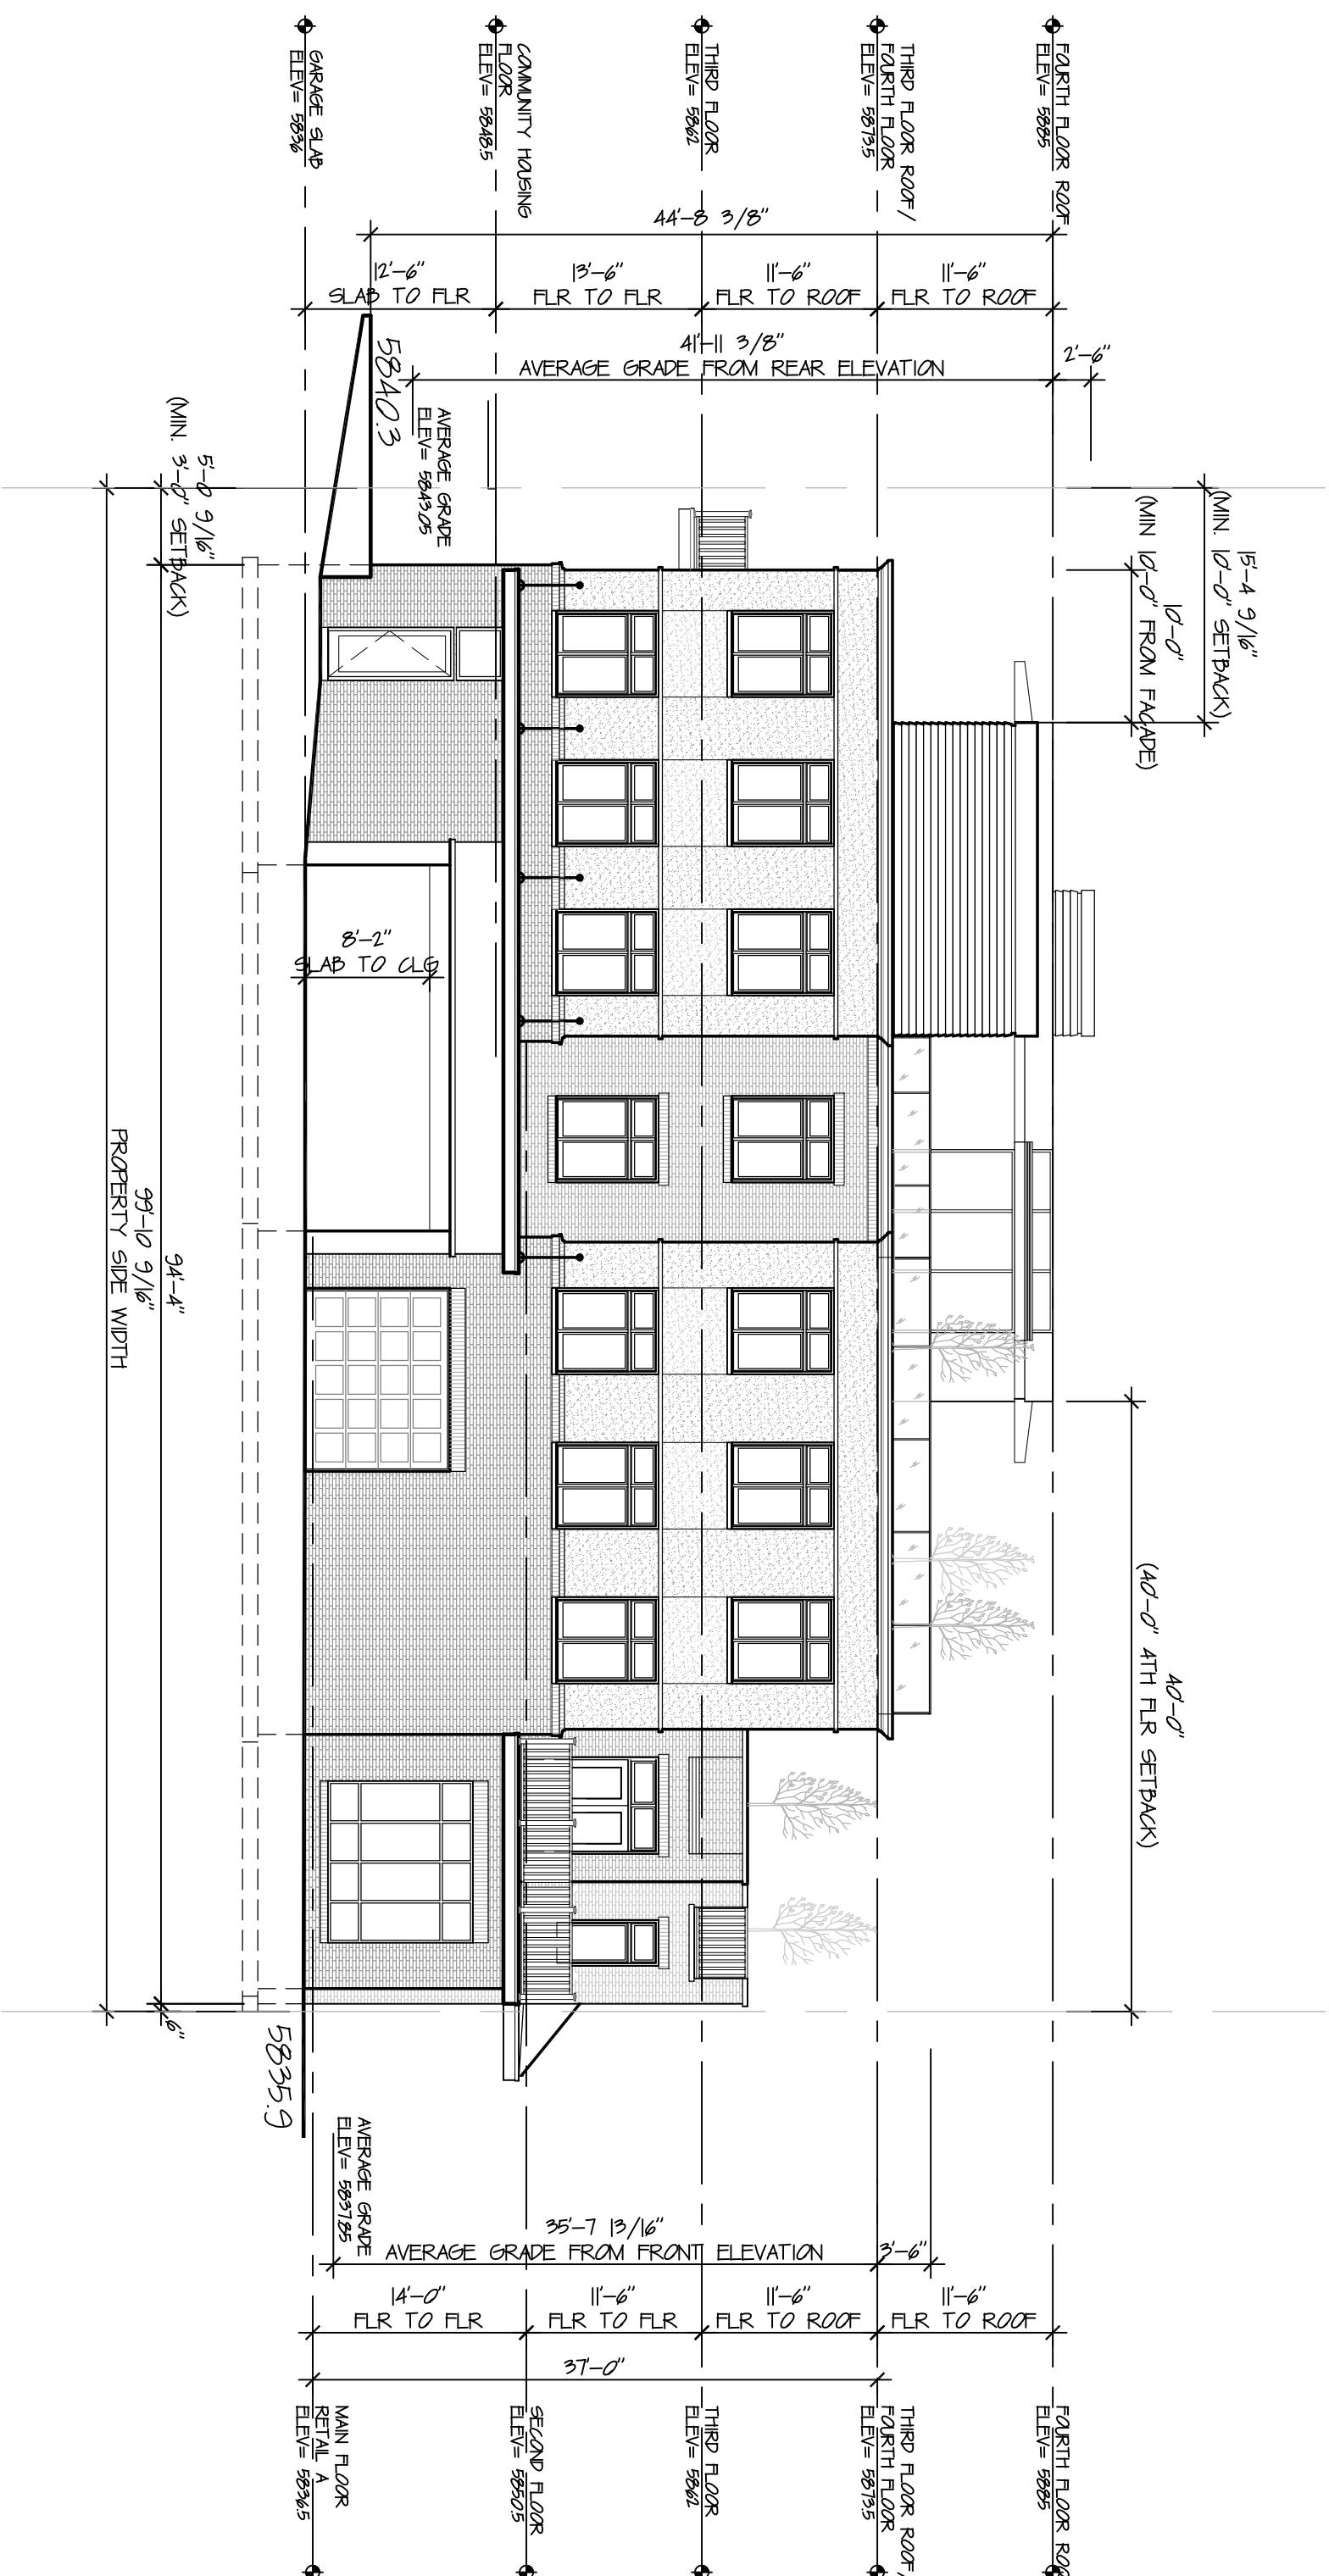 FOURTH FLOOR ROOF
ELEV= 5885
THIRD FLOOR ROOF/
FOURTH FLOOR
ELEV= 5873.5
THIRD FLOOR
ELEV= 5862
COMMUNITY HOUSING
FLOOR
ELEV= 5848.5
GARAGE SLAB
ELEV= 5836
44'-8 3/8"
12'-6"
SLAB TO FLR
13'-6"
FLR TO FLR
11'-6"
FLR TO ROOF
11'-6"
FLR TO ROOF
41'-11 3/8"
AVERAGE GRADE FROM REAR ELEVATION
2'-6"
5840.3
AVERAGE GRADE
ELEV= 5843.05
5'-0 9/16"
(MIN. 3'-0" SETBACK)
15'-4 9/16"
(MIN. 10'-0" SETBACK)
10'-0"
(MIN 10'-0" FROM FACADE)
8'-2"
SLAB TO CLG
94'-4"
99'-10 9/16"
PROPERTY SIDE WIDTH
40'-0"
(40'-0" 4TH FLR SETBACK)
6"
5835.9
AVERAGE GRADE
ELEV= 5837.85
35'-7 13/16"
AVERAGE GRADE FROM FRONT ELEVATION
3'-6"
14'-0"
FLR TO FLR
11'-6"
FLR TO FLR
11'-6"
FLR TO ROOF
11'-6"
FLR TO ROOF
37'-0"
FOURTH FLOOR ROOF
ELEV= 5885
THIRD FLOOR ROOF/
FOURTH FLOOR
ELEV= 5873.5
THIRD FLOOR
ELEV= 5862
SECOND FLOOR
ELEV= 5850.5
MAIN FLOOR
RETAIL A
ELEV= 5836.5